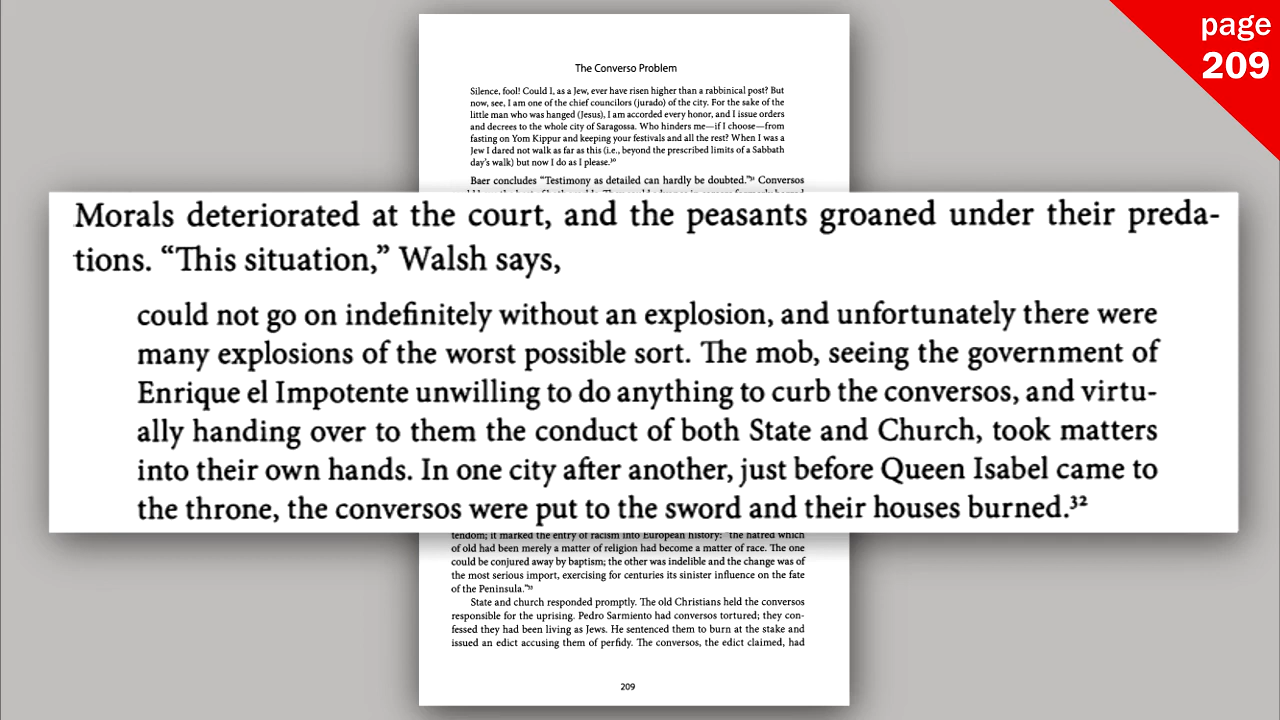 page
209
The Converso Problem
Silence, fool! Could I, as a Jew, ever have risen higher than a rabbinical post? But
now, see, I am one of the chief councilors (jurado) of the city. For the sake of the
little man who was hanged (Jesus), I am accorded every honor, and I issue orders
and decrees to the whole city of Saragossa. Who hinders me—if I choose—from
fasting on Yom Kippur and keeping your festivals and all the rest? When I was a
Jew I dared not walk as far as this (i.e., beyond the prescribed limits of a Sabbath
day's walk) but now I do as I please.³⁰
Baer concludes “Testimony as detailed can hardly be doubted.”³¹ Conversos
Morals deteriorated at the court, and the peasants groaned under their preda-
tions. “This situation,” Walsh says,
could not go on indefinitely without an explosion, and unfortunately there were
many explosions of the worst possible sort. The mob, seeing the government of
Enrique el Impotente unwilling to do anything to curb the conversos, and virtu-
ally handing over to them the conduct of both State and Church, took matters
into their own hands. In one city after another, just before Queen Isabel came to
the throne, the conversos were put to the sword and their houses burned.³²
tendom; it marked the entry of racism into European history: “the hatred which
of old had been merely a matter of religion had become a matter of race. The one
could be conjured away by baptism; the other was indelible and the change was of
the most serious import, exercising for centuries its sinister influence on the fate
of the Peninsula.”³³
State and church responded promptly. The old Christians held the conversos
responsible for the uprising. Pedro Sarmiento had conversos tortured; they con-
fessed they had been living as Jews. He sentenced them to burn at the stake and
issued an edict accusing them of perfidy. The conversos, the edict claimed, had
209